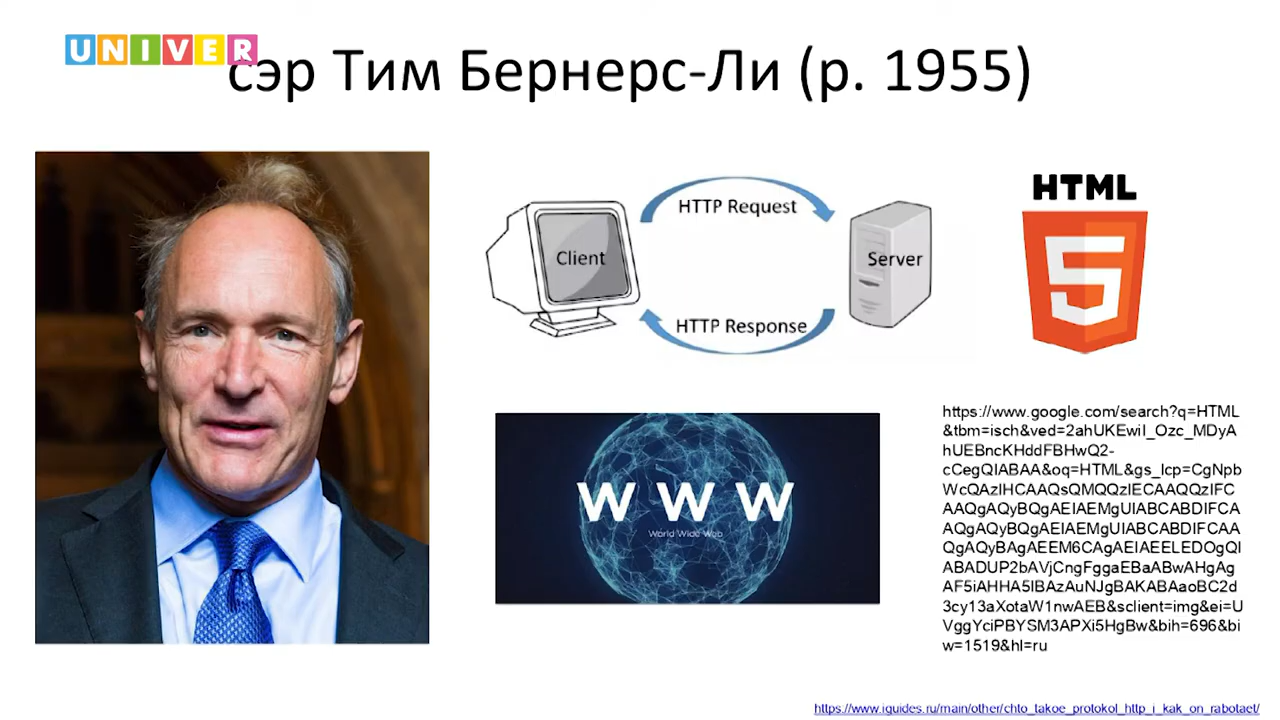 UNIVER
сэр Тим Бернерс-Ли (р. 1955)
HTTP Request
Client
Server
HTTP Response
HTML
5
W W W
World Wide Web
https://www.google.com/search?q=HTML
&tbm=isch&ved=2ahUKEwiI_Ozc_MDyA
hUEBncKHddFBHwQ2-
cCegQIABAA&oq=HTML&gs_lcp=CgNpb
WcQAzIHCAAQsQMQQzIECAAQQzIFC
AAQgAQyBQgAEIAEMgUIABCABDIFCA
AQgAQyBQgAEIAEMgUIABCABDIFCAA
QgAQyBAgAEEM6CAgAEIAEELEDOgQI
ABADUP2bAVjCngFggaEBaABwAHgAg
AF5iAHHA5IBAzAuNJgBAKABAaoBC2d
3cy13aXotaW1nwAEB&sclient=img&ei=U
VggYciPBYSM3APXi5HgBw&bih=696&bi
w=1519&hl=ru
https://www.iguides.ru/main/other/chto_takoe_protokol_http_i_kak_on_rabotaet/